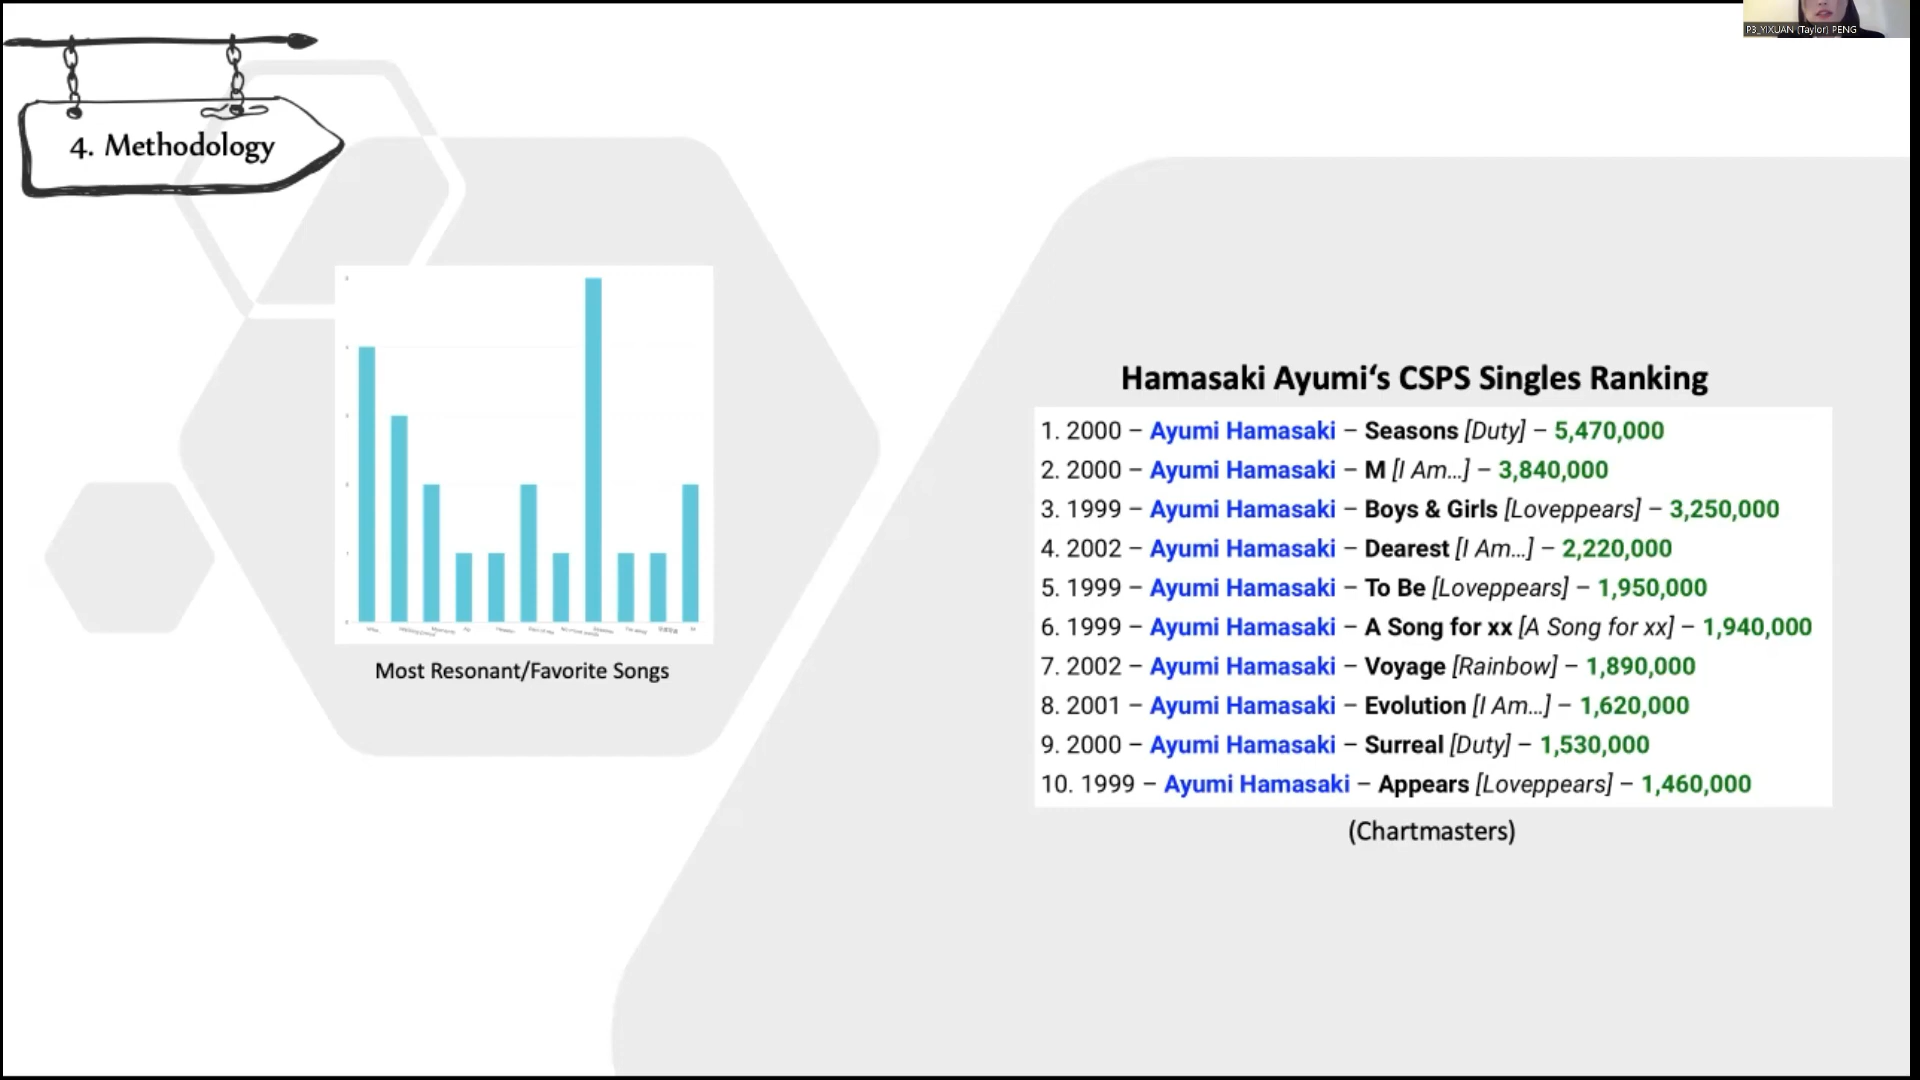 P3_YIXUAN (Taylor) PENG
4. Methodology
Most Resonant/Favorite Songs
Hamasaki Ayumi‘s CSPS Singles Ranking
1. 2000 – Ayumi Hamasaki – Seasons [Duty] – 5,470,000
2. 2000 – Ayumi Hamasaki – M [I Am…] – 3,840,000
3. 1999 – Ayumi Hamasaki – Boys & Girls [Loveppears] – 3,250,000
4. 2002 – Ayumi Hamasaki – Dearest [I Am…] – 2,220,000
5. 1999 – Ayumi Hamasaki – To Be [Loveppears] – 1,950,000
6. 1999 – Ayumi Hamasaki – A Song for xx [A Song for xx] – 1,940,000
7. 2002 – Ayumi Hamasaki – Voyage [Rainbow] – 1,890,000
8. 2001 – Ayumi Hamasaki – Evolution [I Am…] – 1,620,000
9. 2000 – Ayumi Hamasaki – Surreal [Duty] – 1,530,000
10. 1999 – Ayumi Hamasaki – Appears [Loveppears] – 1,460,000
(Chartmasters)